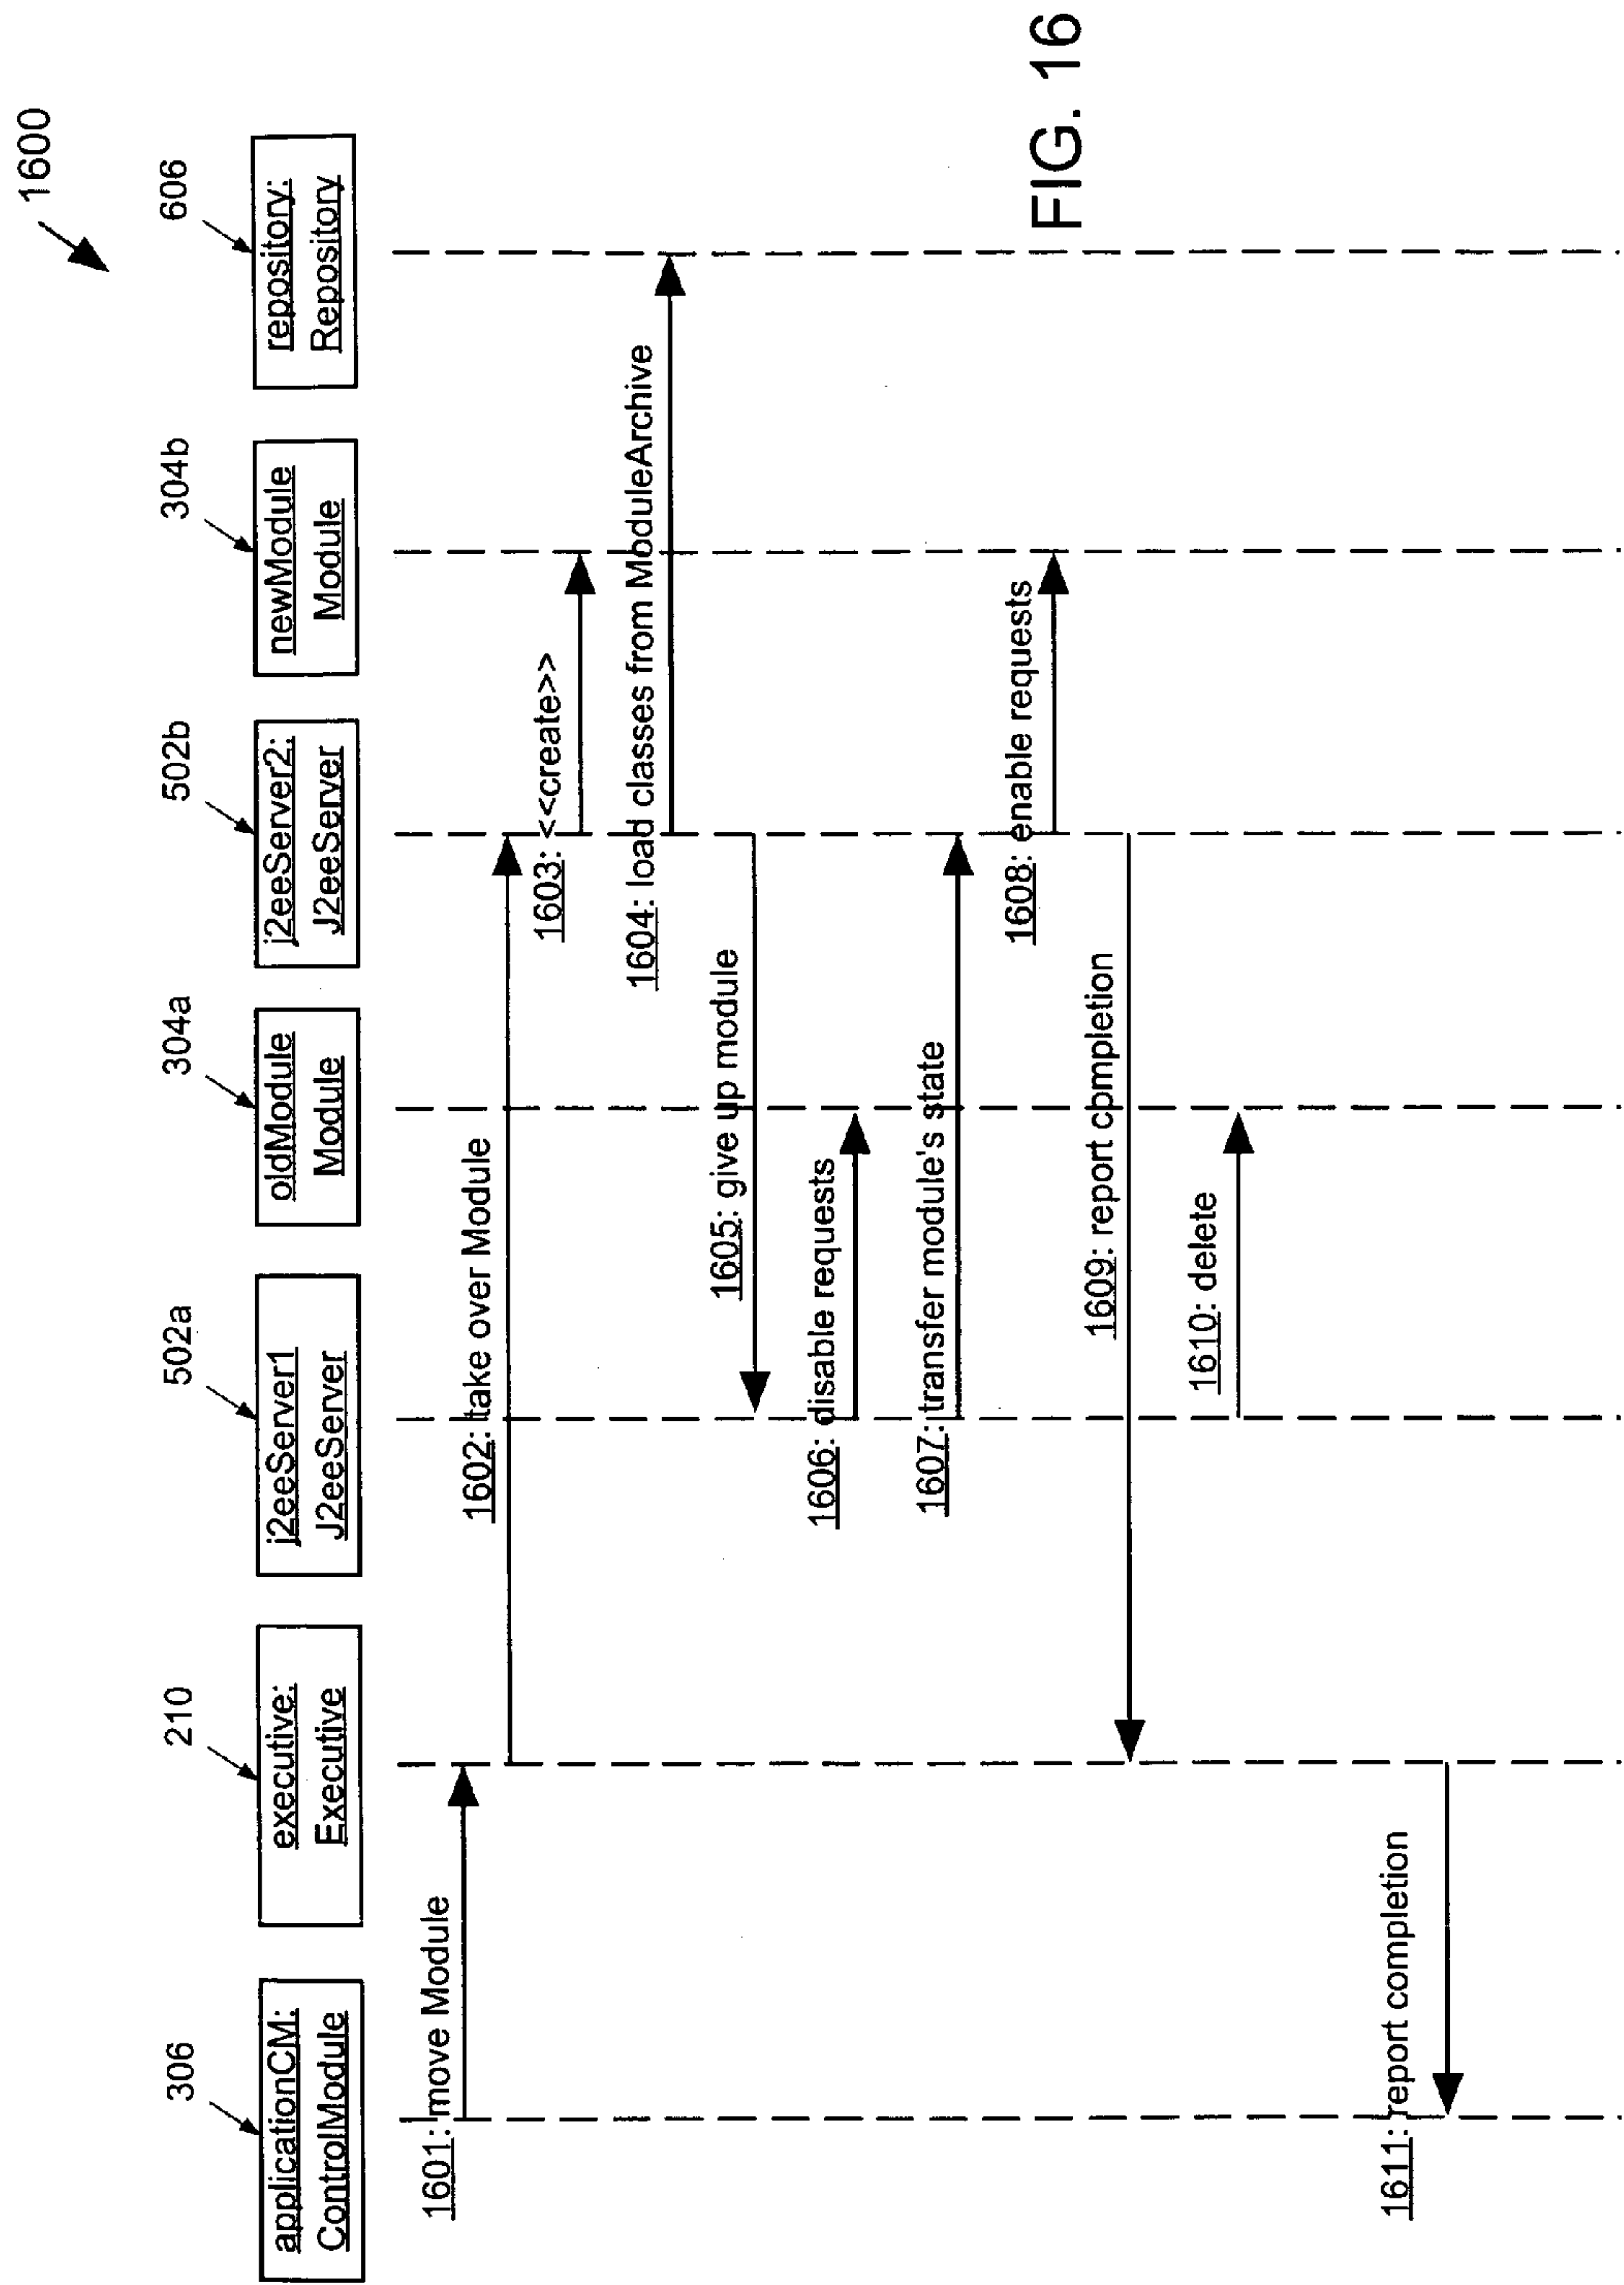 1600
306
210
502a
304a
502b
304b
606
applicationCM:
ControlModule
executive:
Executive
j2eeServer1
J2eeServer
oldModule
Module
j2eeServer2:
J2eeServer
newModule
Module
repository:
Repository
1601: move Module
1602: take over Module
1603: <<create>>
1604: load classes from ModuleArchive
1605: give up module
1606: disable requests
1607: transfer module's state
1608: enable requests
1609: report completion
1610: delete
1611: report completion
FIG. 16